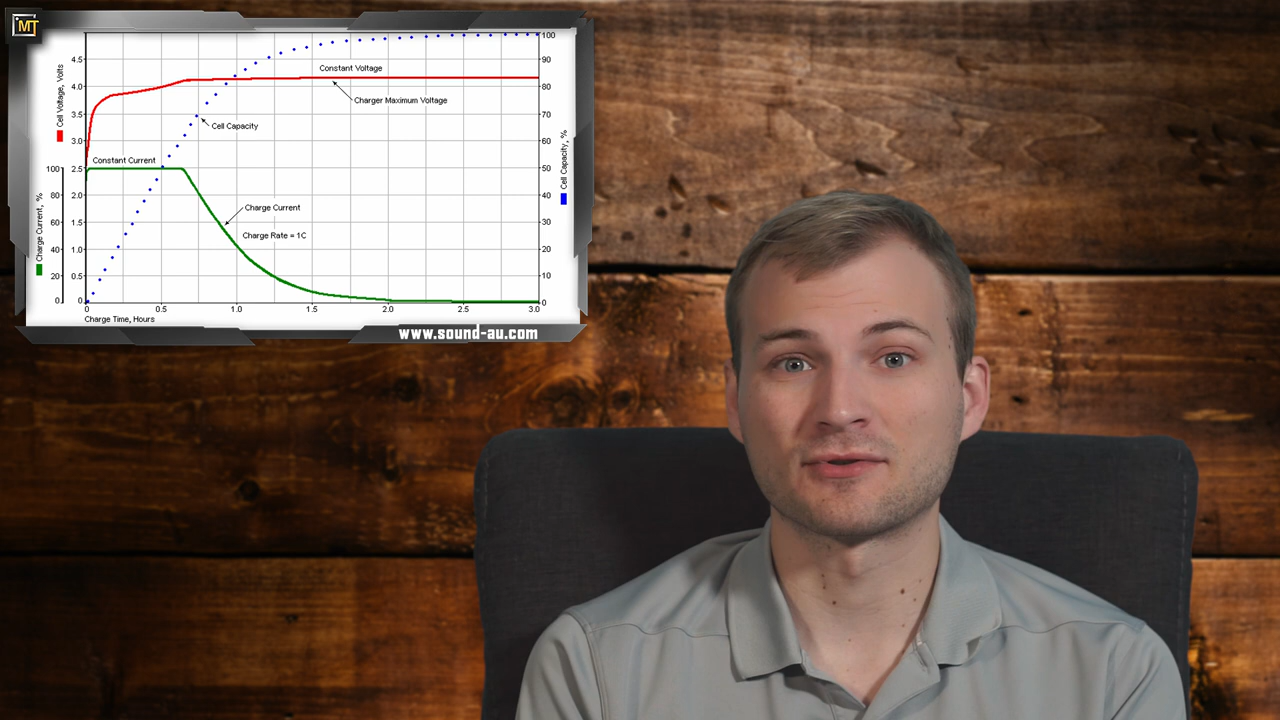 MT
100
4.5
90
Constant Voltage
Cell Voltage, Volts
4.0
80
Charger Maximum Voltage
3.5
70
Cell Capacity
3.0
60
Constant Current
Cell Capacity, %
100
2.5
50
80
2.0
40
Charge Current, %
Charge Current
60
1.5
30
Charge Rate = 1C
40
1.0
20
20
0.5
10
0
0
0
0 0.5 1.0 1.5 2.0 2.5 3.0
Charge Time, Hours
www.sound-au.com